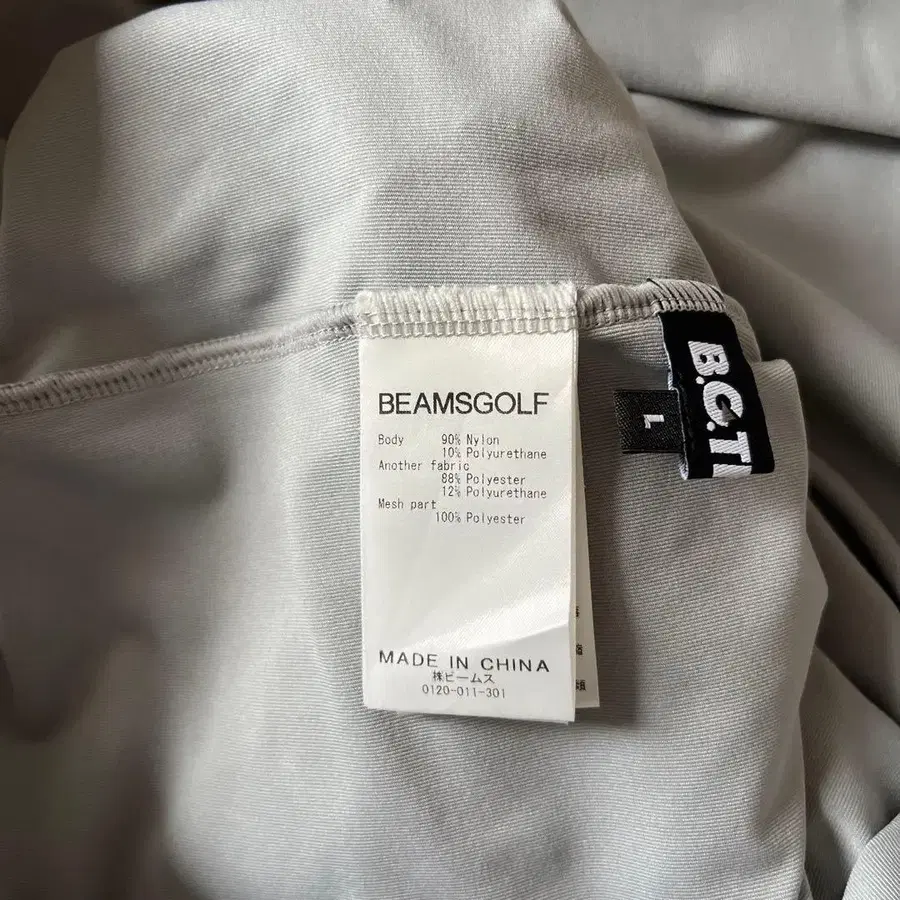 BEAMSGOLF
Body 90% Nylon
10% Polyurethane
Another fabric
88% Polyester
12% Polyurethane
Mesh part
100% Polyester
MADE IN CHINA
㈱ビームス
0120-011-301
L
B.G.T